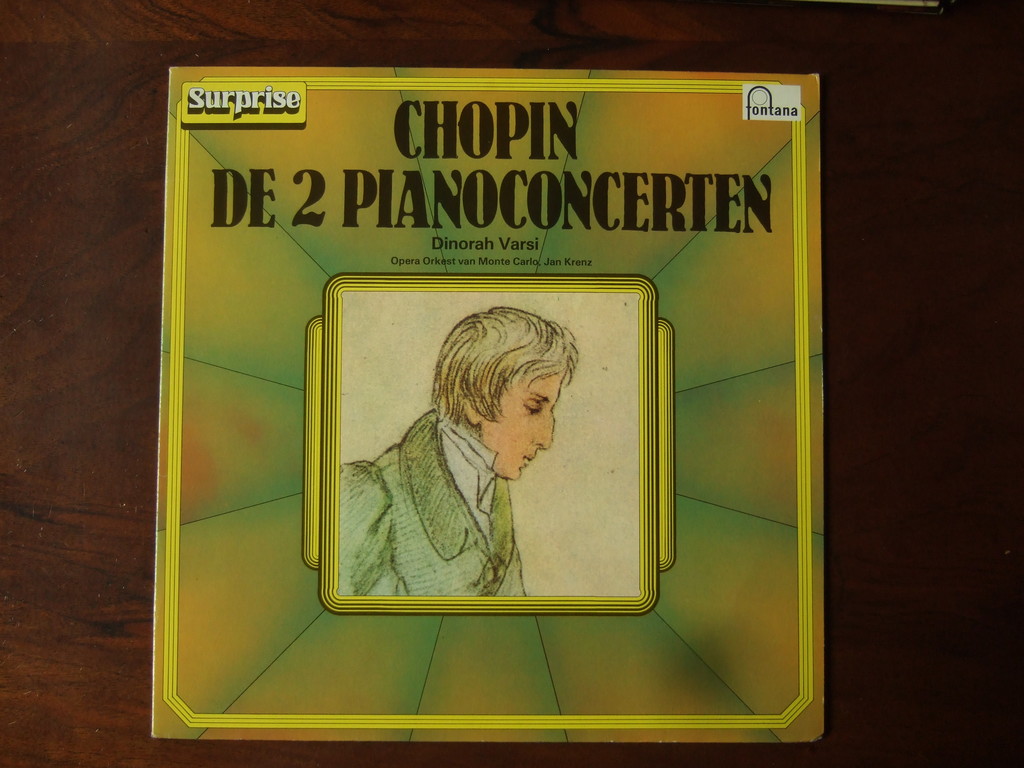 Surprise
fontana
CHOPIN
DE 2 PIANOCONCERTEN
Dinorah Varsi
Opera Orkest van Monte Carlo, Jan Krenz